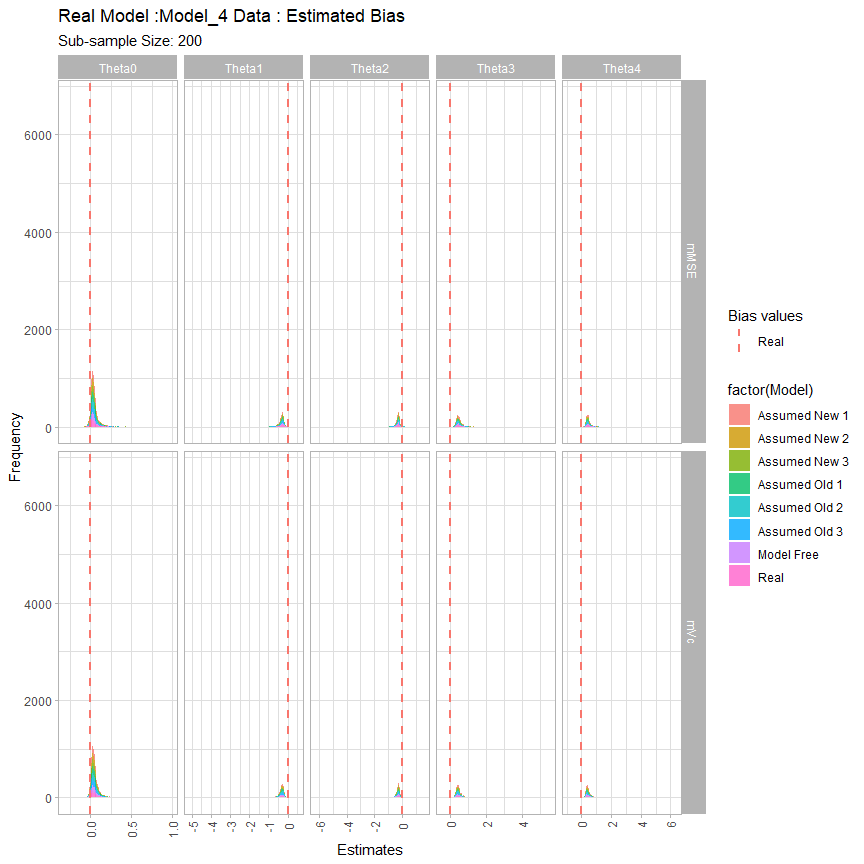 Real Model :Model_4 Data : Estimated Bias
Sub-sample Size: 200
Theta0 Theta1 Theta2 Theta3 Theta4
Frequency
6000
4000
2000
0
mMSE
6000
4000
2000
0
mVc
0.0 0.5 1.0 -5 -4 -3 -2 -1 0 -6 -4 -2 0 0 2 4 0 2 4 6
Estimates
Bias values
Real
factor(Model)
Assumed New 1
Assumed New 2
Assumed New 3
Assumed Old 1
Assumed Old 2
Assumed Old 3
Model Free
Real